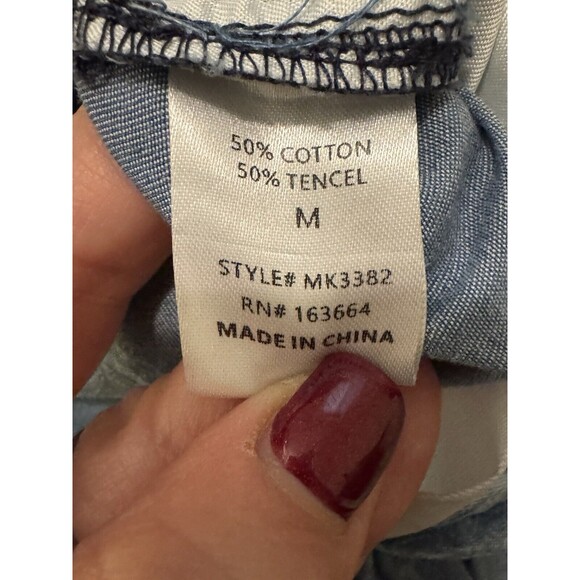 50% COTTON
50% TENCEL
M
STYLE# MK3382
RN# 163664
MADE IN CHINA